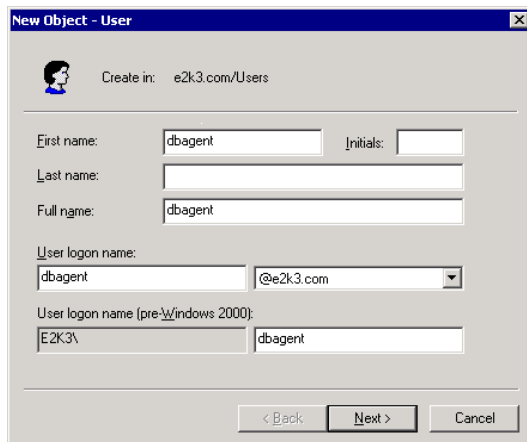 New Object - User
Create in: e2k3.com/Users
First name: dbagent Initials:
Last name:
Full name: dbagent
User logon name:
dbagent @e2k3.com
User logon name (pre-Windows 2000):
E2K3\ dbagent
< Back Next > Cancel